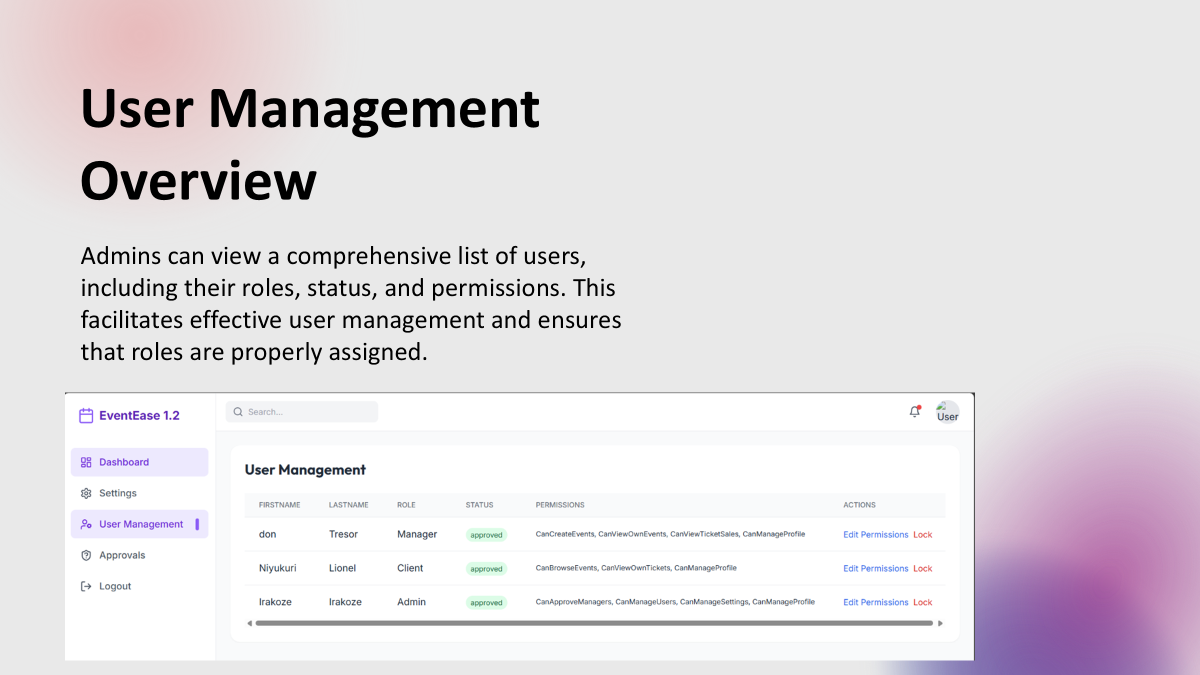 User Management
Overview
Admins can view a comprehensive list of users,
including their roles, status, and permissions. This
facilitates effective user management and ensures
that roles are properly assigned.
EventEase 1.2
Search...
User
Dashboard
Settings
User Management
Approvals
Logout
User Management
FIRSTNAME LASTNAME ROLE STATUS PERMISSIONS ACTIONS
don Tresor Manager approved CanCreateEvents, CanViewOwnEvents, CanViewTicketSales, CanManageProfile Edit Permissions Lock
Niyukuri Lionel Client approved CanBrowseEvents, CanViewOwnTickets, CanManageProfile Edit Permissions Lock
Irakoze Irakoze Admin approved CanApproveManagers, CanManageUsers, CanManageSettings, CanManageProfile Edit Permissions Lock